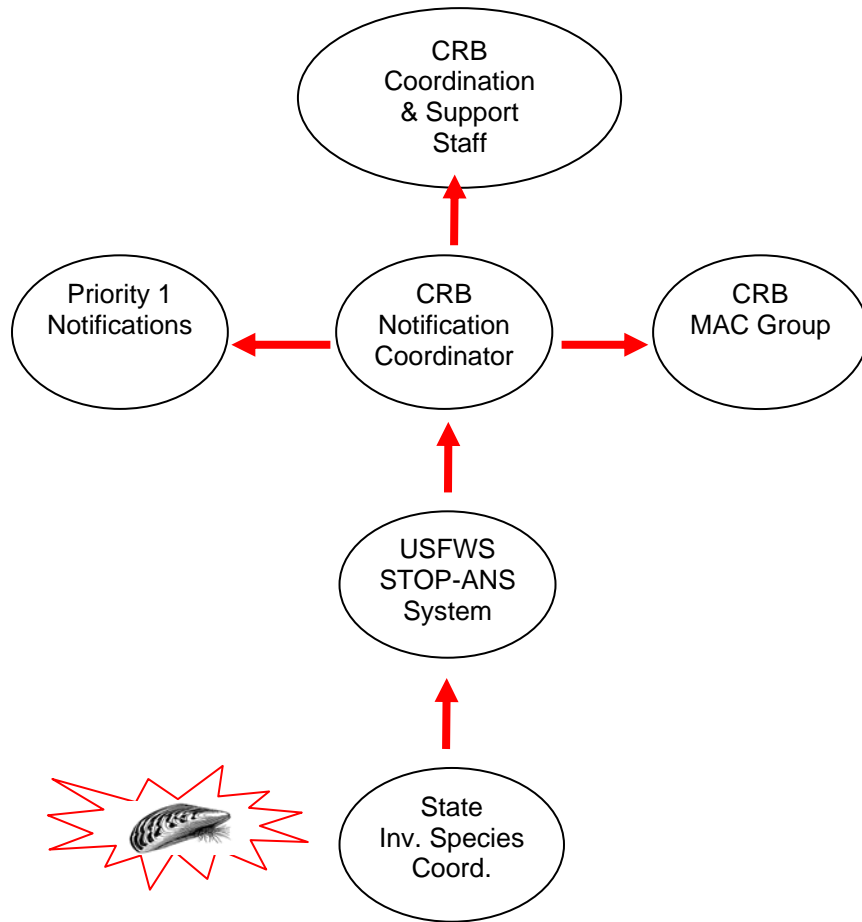 CRB
Coordination
& Support
Staff
Priority 1
Notifications
CRB
Notification
Coordinator
CRB
MAC Group
USFWS
STOP-ANS
System
State
Inv. Species
Coord.